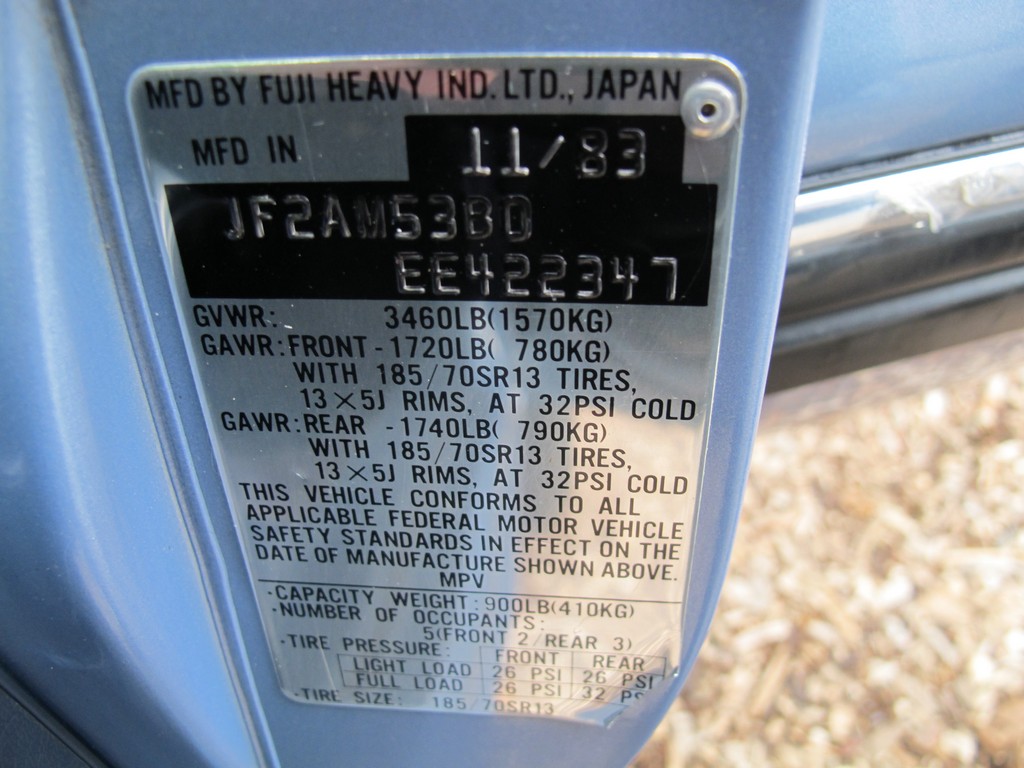 MFD BY FUJI HEAVY IND. LTD., JAPAN
MFD IN 11/83
JF2AM53B0
EE422347
GVWR: 3460LB(1570KG)
GAWR:FRONT -1720LB( 780KG)
WITH 185/70SR13 TIRES,
13×5J RIMS, AT 32PSI COLD
GAWR:REAR -1740LB( 790KG)
WITH 185/70SR13 TIRES,
13×5J RIMS, AT 32PSI COLD
THIS VEHICLE CONFORMS TO ALL
APPLICABLE FEDERAL MOTOR VEHICLE
SAFETY STANDARDS IN EFFECT ON THE
DATE OF MANUFACTURE SHOWN ABOVE.
MPV
·CAPACITY WEIGHT:900LB(410KG)
·NUMBER OF OCCUPANTS:
5(FRONT 2/REAR 3)
·TIRE PRESSURE: FRONT REAR
LIGHT LOAD 26 PSI 26 PSI
FULL LOAD 26 PSI 32 PS
·TIRE SIZE: 185/70SR13